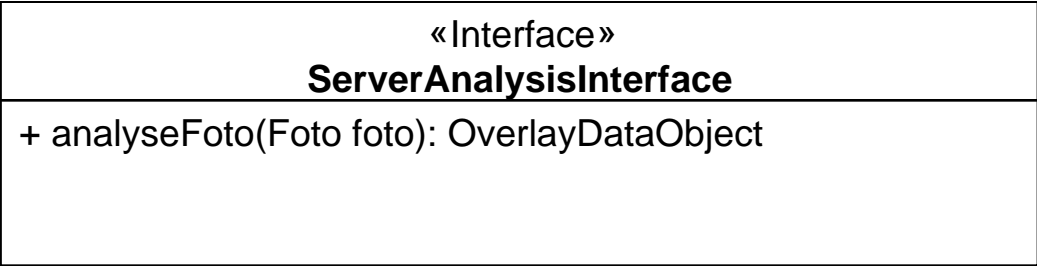 «Interface»
ServerAnalysisInterface
+ analyseFoto(Foto foto): OverlayDataObject